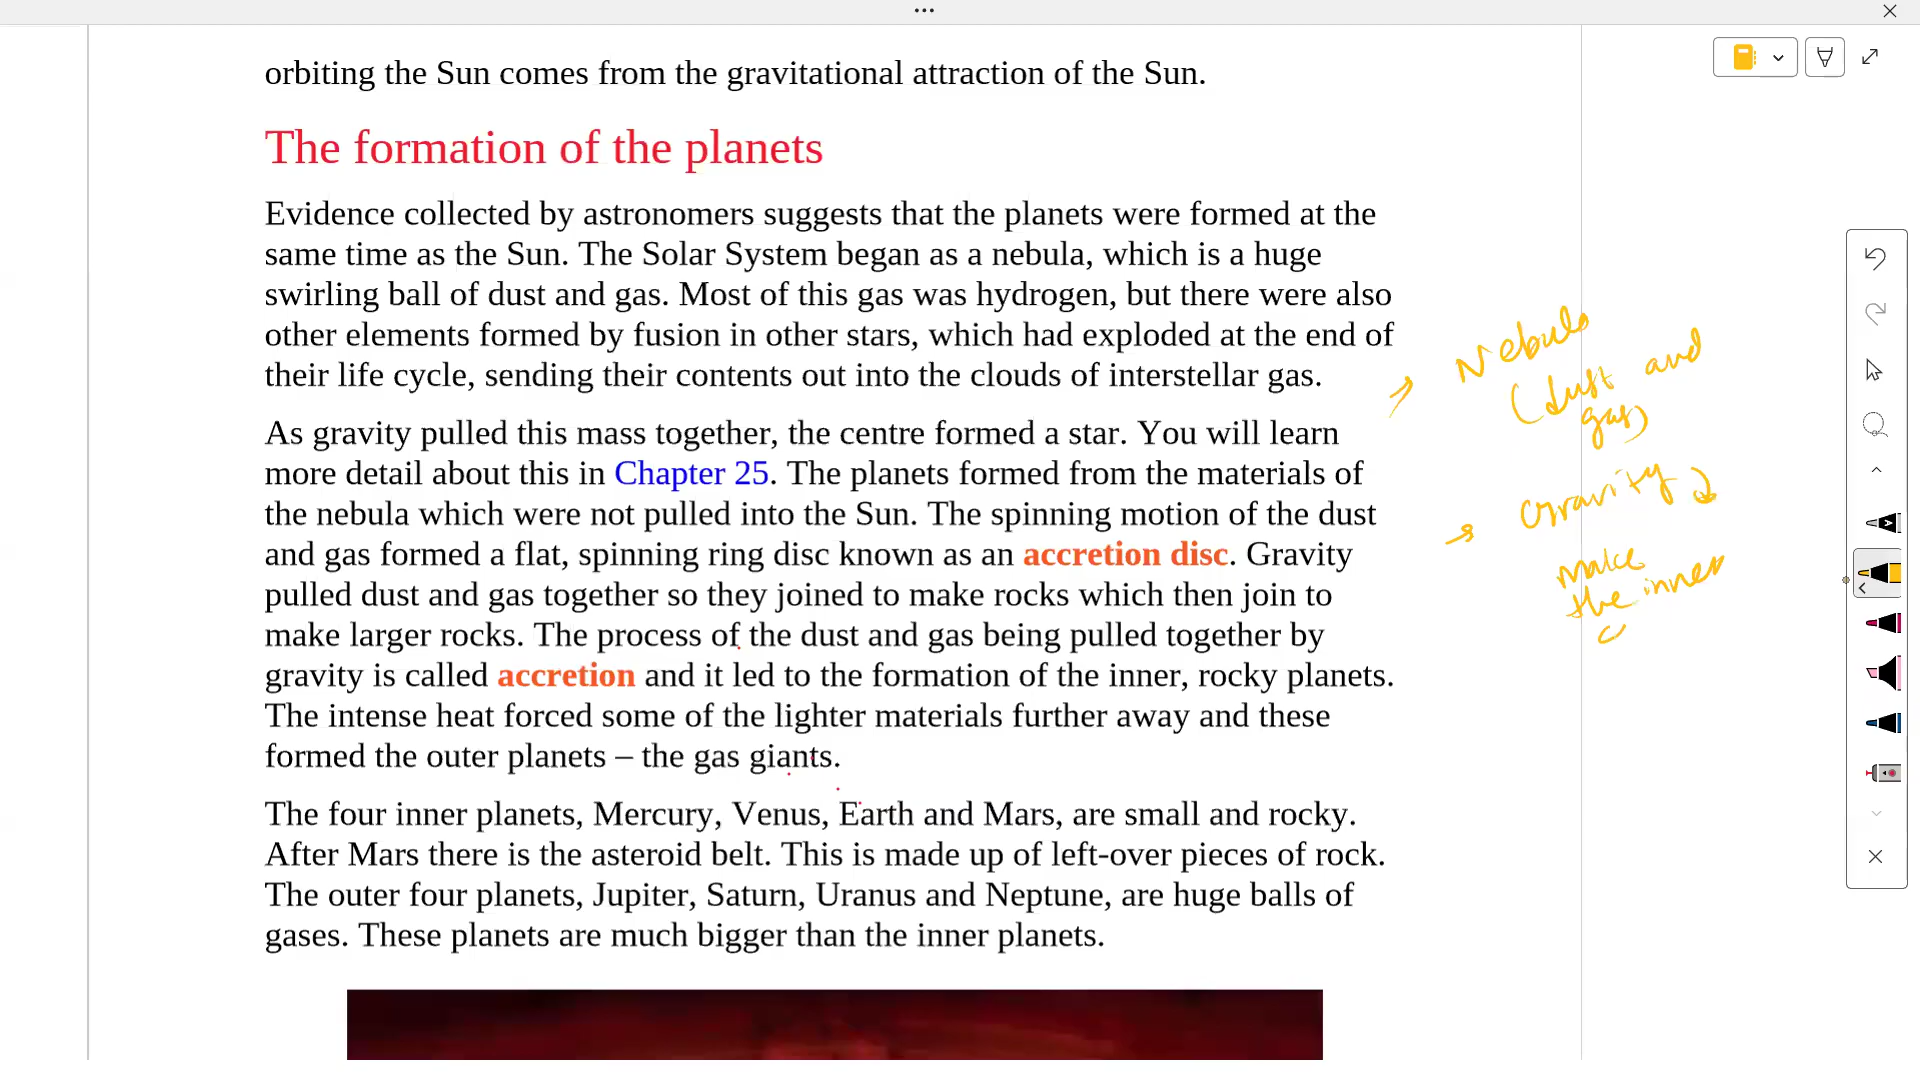 orbiting the Sun comes from the gravitational attraction of the Sun.
The formation of the planets
Evidence collected by astronomers suggests that the planets were formed at the
same time as the Sun. The Solar System began as a nebula, which is a huge
swirling ball of dust and gas. Most of this gas was hydrogen, but there were also
other elements formed by fusion in other stars, which had exploded at the end of
their life cycle, sending their contents out into the clouds of interstellar gas.
As gravity pulled this mass together, the centre formed a star. You will learn
more detail about this in Chapter 25. The planets formed from the materials of
the nebula which were not pulled into the Sun. The spinning motion of the dust
and gas formed a flat, spinning ring disc known as an accretion disc. Gravity
pulled dust and gas together so they joined to make rocks which then join to
make larger rocks. The process of the dust and gas being pulled together by
gravity is called accretion and it led to the formation of the inner, rocky planets.
The intense heat forced some of the lighter materials further away and these
formed the outer planets – the gas giants.
The four inner planets, Mercury, Venus, Earth and Mars, are small and rocky.
After Mars there is the asteroid belt. This is made up of left-over pieces of rock.
The outer four planets, Jupiter, Saturn, Uranus and Neptune, are huge balls of
gases. These planets are much bigger than the inner planets.
Nebula
(dust and
gas)
Gravity
make
the inner